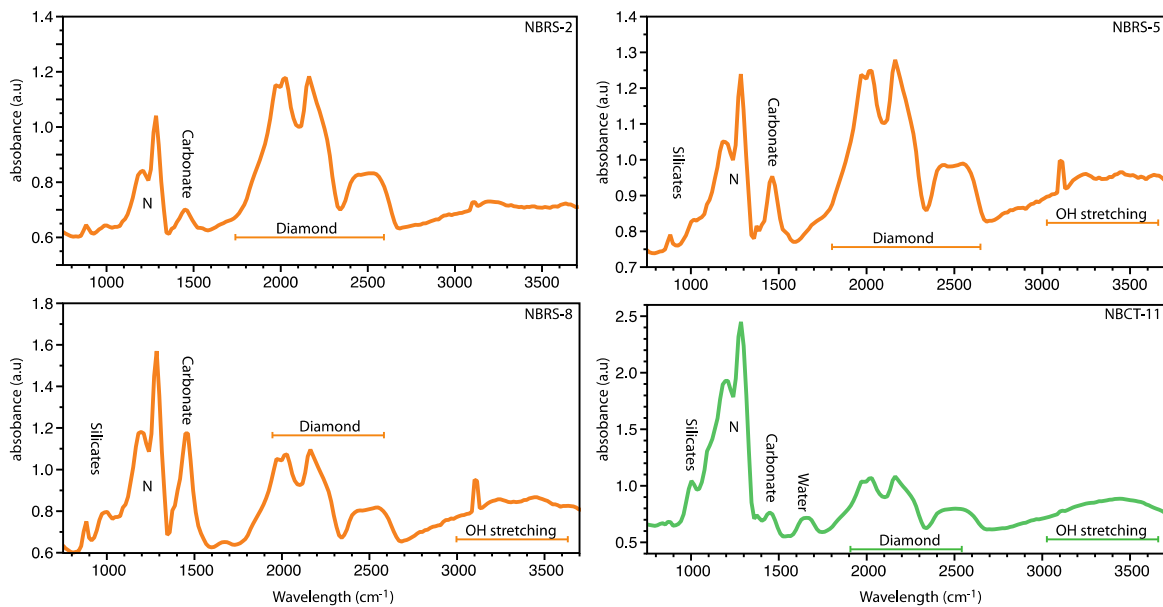 NBRS-2
absobance (a.u)
1.4
1.2
1.0
0.8
0.6
N
Carbonate
Diamond
1000 1500 2000 2500 3000 3500
NBRS-5
absobance (a.u)
1.4
1.3
1.2
1.1
1.0
0.9
0.8
0.7
Silicates
N
Carbonate
Diamond
OH stretching
1000 1500 2000 2500 3000 3500
NBRS-8
absobance (a.u)
1.8
1.6
1.4
1.2
1.0
0.8
0.6
Silicates
N
Carbonate
Diamond
OH stretching
1000 1500 2000 2500 3000 3500
Wavelength (cm-1)
NBCT-11
absobance (a.u)
2.5
2.0
1.5
1.0
0.5
Silicates
N
Carbonate
Water
Diamond
OH stretching
1000 1500 2000 2500 3000 3500
Wavelength (cm-1)